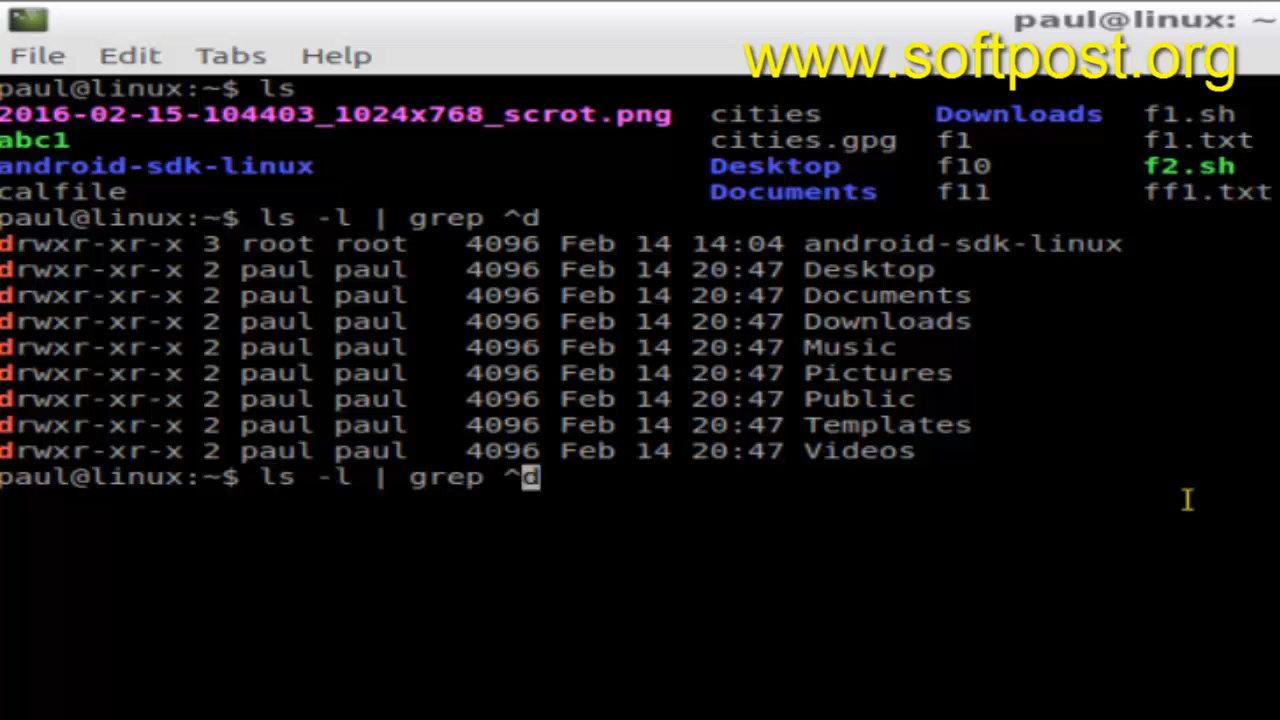 paul@linux: ~
File Edit Tabs Help
www.softpost.org
paul@linux:~$ ls
2016-02-15-104403_1024x768_scrot.png cities Downloads f1.sh
abc1 cities.gpg f1 f1.txt
android-sdk-linux Desktop f10 f2.sh
calfile Documents f11 ff1.txt
paul@linux:~$ ls -l | grep ^d
drwxr-xr-x 3 root root 4096 Feb 14 14:04 android-sdk-linux
drwxr-xr-x 2 paul paul 4096 Feb 14 20:47 Desktop
drwxr-xr-x 2 paul paul 4096 Feb 14 20:47 Documents
drwxr-xr-x 2 paul paul 4096 Feb 14 20:47 Downloads
drwxr-xr-x 2 paul paul 4096 Feb 14 20:47 Music
drwxr-xr-x 2 paul paul 4096 Feb 14 20:47 Pictures
drwxr-xr-x 2 paul paul 4096 Feb 14 20:47 Public
drwxr-xr-x 2 paul paul 4096 Feb 14 20:47 Templates
drwxr-xr-x 2 paul paul 4096 Feb 14 20:47 Videos
paul@linux:~$ ls -l | grep ^d